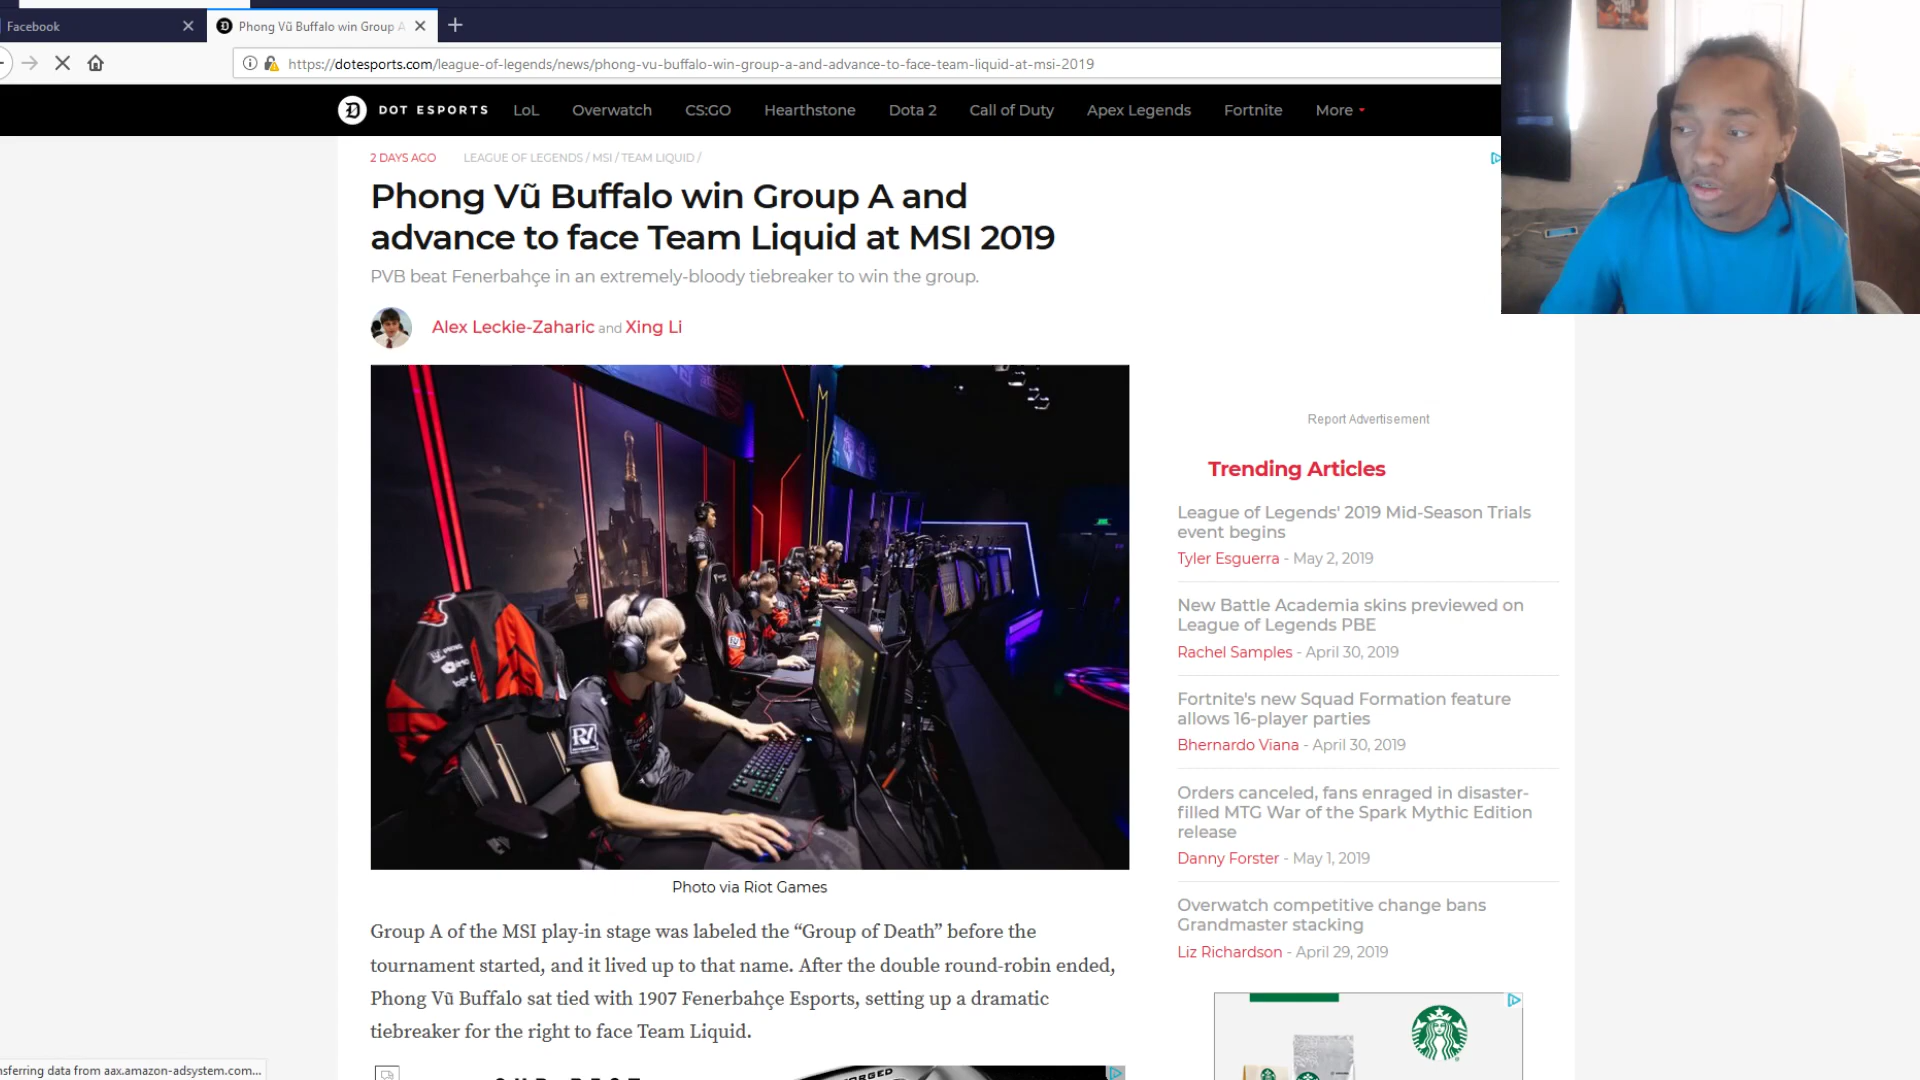 Facebook
Phong Vũ Buffalo win Group A
https://dotesports.com/league-of-legends/news/phong-vu-buffalo-win-group-a-and-advance-to-face-team-liquid-at-msi-2019
DOT ESPORTS LoL Overwatch CS:GO Hearthstone Dota 2 Call of Duty Apex Legends Fortnite More
2 DAYS AGO LEAGUE OF LEGENDS / MSI / TEAM LIQUID /
Phong Vũ Buffalo win Group A and
advance to face Team Liquid at MSI 2019
PVB beat Fenerbahçe in an extremely-bloody tiebreaker to win the group.
Alex Leckie-Zaharic and Xing Li
Photo via Riot Games
Group A of the MSI play-in stage was labeled the “Group of Death” before the
tournament started, and it lived up to that name. After the double round-robin ended,
Phong Vũ Buffalo sat tied with 1907 Fenerbahçe Esports, setting up a dramatic
tiebreaker for the right to face Team Liquid.
Report Advertisement
Trending Articles
League of Legends' 2019 Mid-Season Trials
event begins
Tyler Esguerra - May 2, 2019
New Battle Academia skins previewed on
League of Legends PBE
Rachel Samples - April 30, 2019
Fortnite's new Squad Formation feature
allows 16-player parties
Bhernardo Viana - April 30, 2019
Orders canceled, fans enraged in disaster-
filled MTG War of the Spark Mythic Edition
release
Danny Forster - May 1, 2019
Overwatch competitive change bans
Grandmaster stacking
Liz Richardson - April 29, 2019
nsferring data from aax.amazon-adsystem.com...